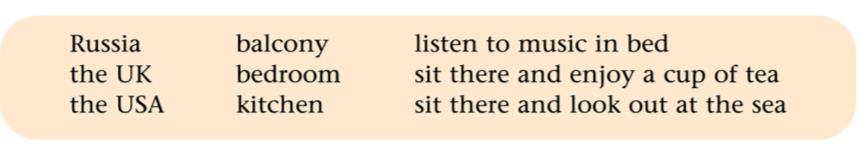 Russia balcony listen to music in bed
the UK bedroom sit there and enjoy a cup of tea
the USA kitchen sit there and look out at the sea